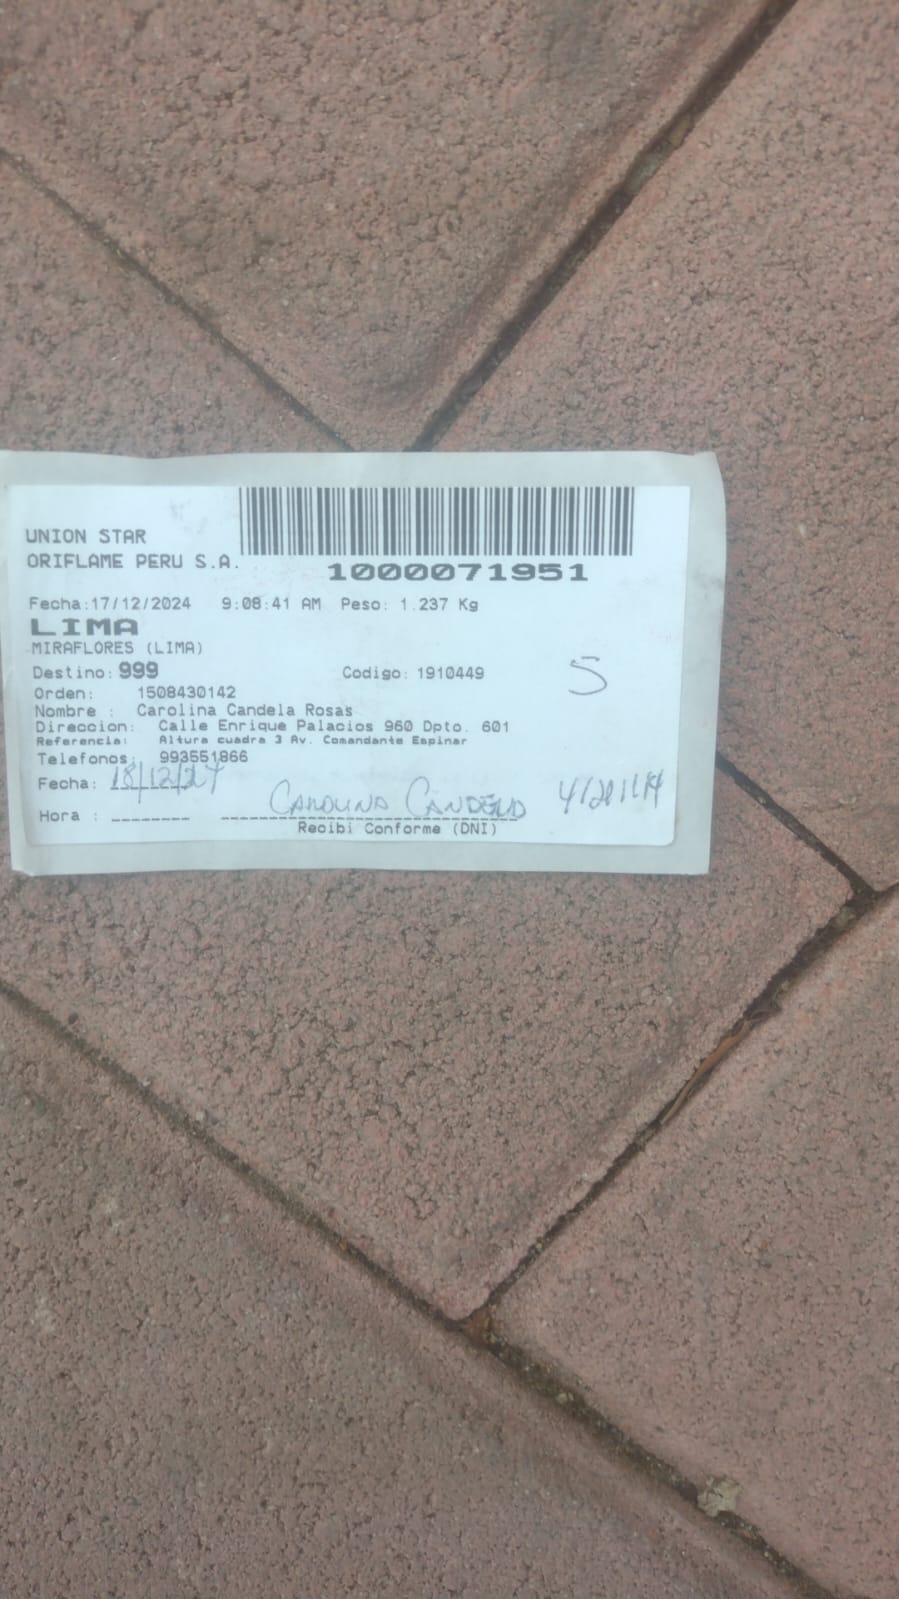 UNION STAR
ORIFLAME PERU S.A.
1000071951
Fecha:17/12/2024 9:08:41 AM Peso: 1.237 Kg
LIMA
MIRAFLORES (LIMA)
Destino: 999 Codigo: 1910449
S
Orden: 1508430142
Nombre : Carolina Candela Rosas
Direccion: Calle Enrique Palacios 960 Dpto. 601
Referencia: Altura cuadra 3 Av. Comandante Espinar
Telefonos: 993551866
Fecha: 18/12/24
Hora : ________ 
Recibi Conforme (DNI)